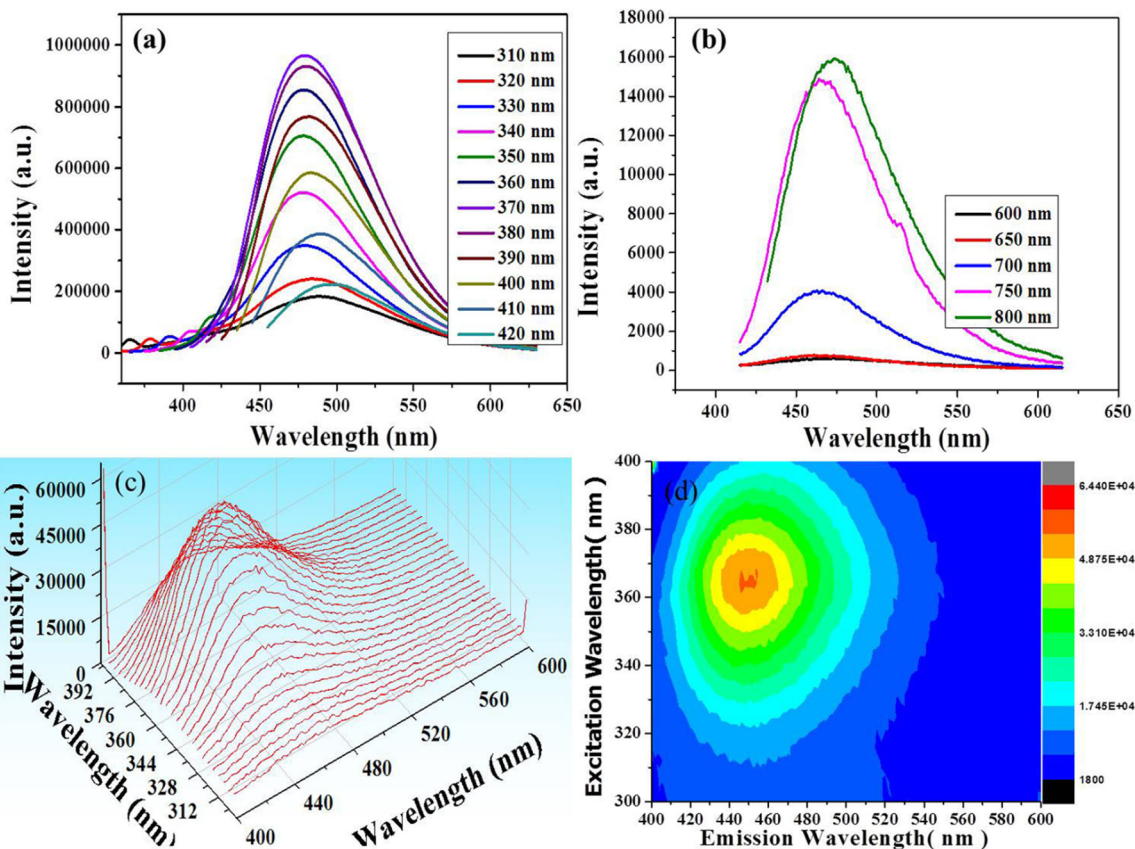 (a)
Intensity (a.u.)
1000000
800000
600000
400000
200000
0
400 450 500 550 600 650
Wavelength (nm)
310 nm
320 nm
330 nm
340 nm
350 nm
360 nm
370 nm
380 nm
390 nm
400 nm
410 nm
420 nm
(b)
Intensity (a.u.)
18000
16000
14000
12000
10000
8000
6000
4000
2000
0
400 450 500 550 600 650
Wavelength (nm)
600 nm
650 nm
700 nm
750 nm
800 nm
(c)
Intensity (a.u.)
60000
45000
30000
15000
0
392
376
360
344
328
312
Wavelength (nm)
400
440
480
520
560
600
Wavelength (nm)
(d)
Excitation Wavelength( nm )
400
380
360
340
320
300
400 420 440 460 480 500 520 540 560 580 600
Emission Wavelength( nm )
6.440E+04
4.875E+04
3.310E+04
1.745E+04
1800